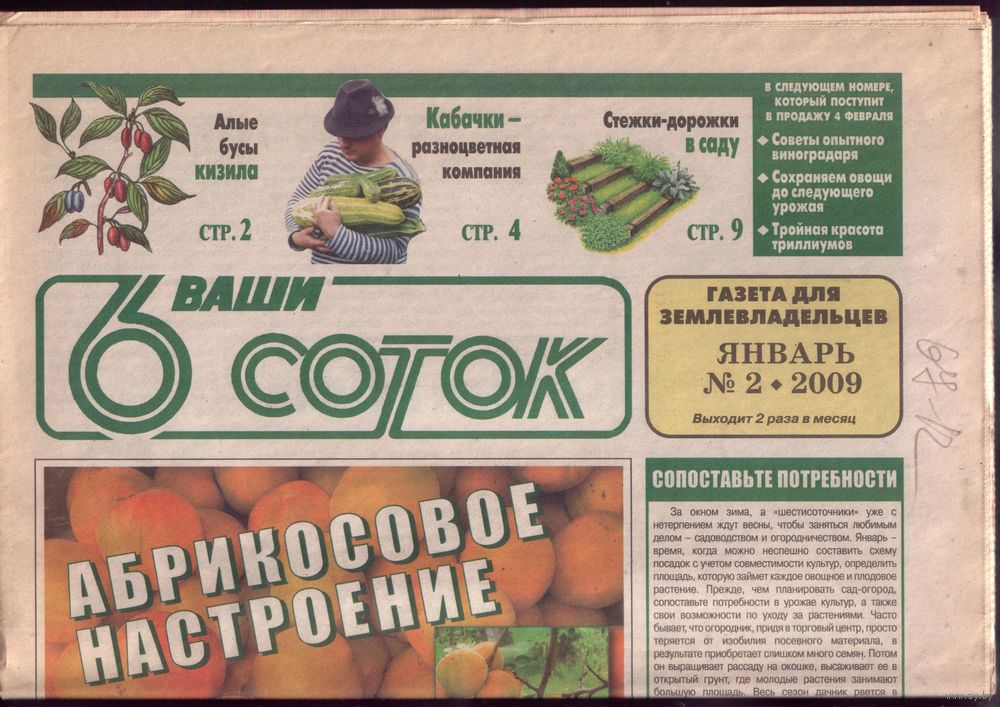 Алые
бусы
кизила
СТР. 2
Кабачки –
разноцветная
компания
СТР. 4
Стежки-дорожки
в саду
СТР. 9
В СЛЕДУЮЩЕМ НОМЕРЕ,
КОТОРЫЙ ПОСТУПИТ
В ПРОДАЖУ 4 ФЕВРАЛЯ
◆ Советы опытного
виноградаря
◆ Сохраняем овощи
до следующего
урожая
◆ Тройная красота
триллиумов
ВАШИ
6 СОТОК
ГАЗЕТА ДЛЯ
ЗЕМЛЕВЛАДЕЛЬЦЕВ
ЯНВАРЬ
№ 2 ◆ 2009
Выходит 2 раза в месяц
АБРИКОСОВОЕ
НАСТРОЕНИЕ
СОПОСТАВЬТЕ ПОТРЕБНОСТИ
За окном зима, а «шестисоточники» уже с
нетерпением ждут весны, чтобы заняться любимым
делом – садоводством и огородничеством. Январь –
время, когда можно неспешно составить схему
посадок с учетом совместимости культур, определить
площадь, которую займет каждое овощное и плодовое
растение. Прежде, чем планировать сад-огород,
сопоставьте потребности в урожае культур, а также
свои возможности по уходу за растениями. Часто
бывает, что огородник, придя в торговый центр, просто
теряется от изобилия посевного материала, в
результате приобретает слишком много семян. Потом
он выращивает рассаду на окошке, высаживает ее в
открытый грунт, где молодые растения занимают
большую площадь. Весь сезон дачник рвется в